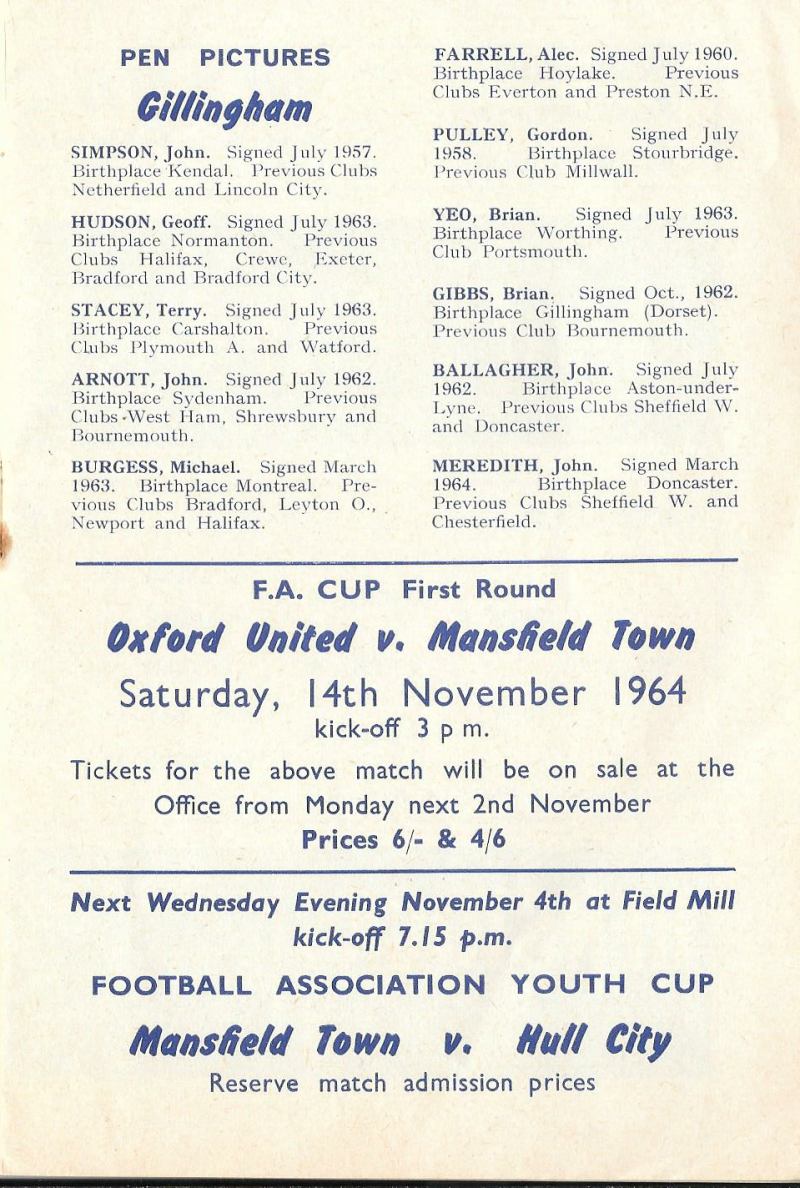 PEN PICTURES
Gillingham
SIMPSON, John. Signed July 1957.
Birthplace Kendal. Previous Clubs
Netherfield and Lincoln City.
HUDSON, Geoff. Signed July 1963.
Birthplace Normanton. Previous
Clubs Halifax, Crewe, Exeter,
Bradford and Bradford City.
STACEY, Terry. Signed July 1963.
Birthplace Carshalton. Previous
Clubs Plymouth A. and Watford.
ARNOTT, John. Signed July 1962.
Birthplace Sydenham. Previous
Clubs West Ham, Shrewsbury and
Bournemouth.
BURGESS, Michael. Signed March
1963. Birthplace Montreal. Pre-
vious Clubs Bradford, Leyton O.,
Newport and Halifax.
FARRELL, Alec. Signed July 1960.
Birthplace Hoylake. Previous
Clubs Everton and Preston N.E.
PULLEY, Gordon. Signed July
1958. Birthplace Stourbridge.
Previous Club Millwall.
YEO, Brian. Signed July 1963.
Birthplace Worthing. Previous
Club Portsmouth.
GIBBS, Brian. Signed Oct., 1962.
Birthplace Gillingham (Dorset).
Previous Club Bournemouth.
BALLAGHER, John. Signed July
1962. Birthplace Aston-under-
Lyne. Previous Clubs Sheffield W.
and Doncaster.
MEREDITH, John. Signed March
1964. Birthplace Doncaster.
Previous Clubs Sheffield W. and
Chesterfield.
F.A. CUP First Round
Oxford United v. Mansfield Town
Saturday, 14th November 1964
kick-off 3 p m.
Tickets for the above match will be on sale at the
Office from Monday next 2nd November
Prices 6/- & 4/6
Next Wednesday Evening November 4th at Field Mill
kick-off 7.15 p.m.
FOOTBALL ASSOCIATION YOUTH CUP
Mansfield Town v. Hull City
Reserve match admission prices